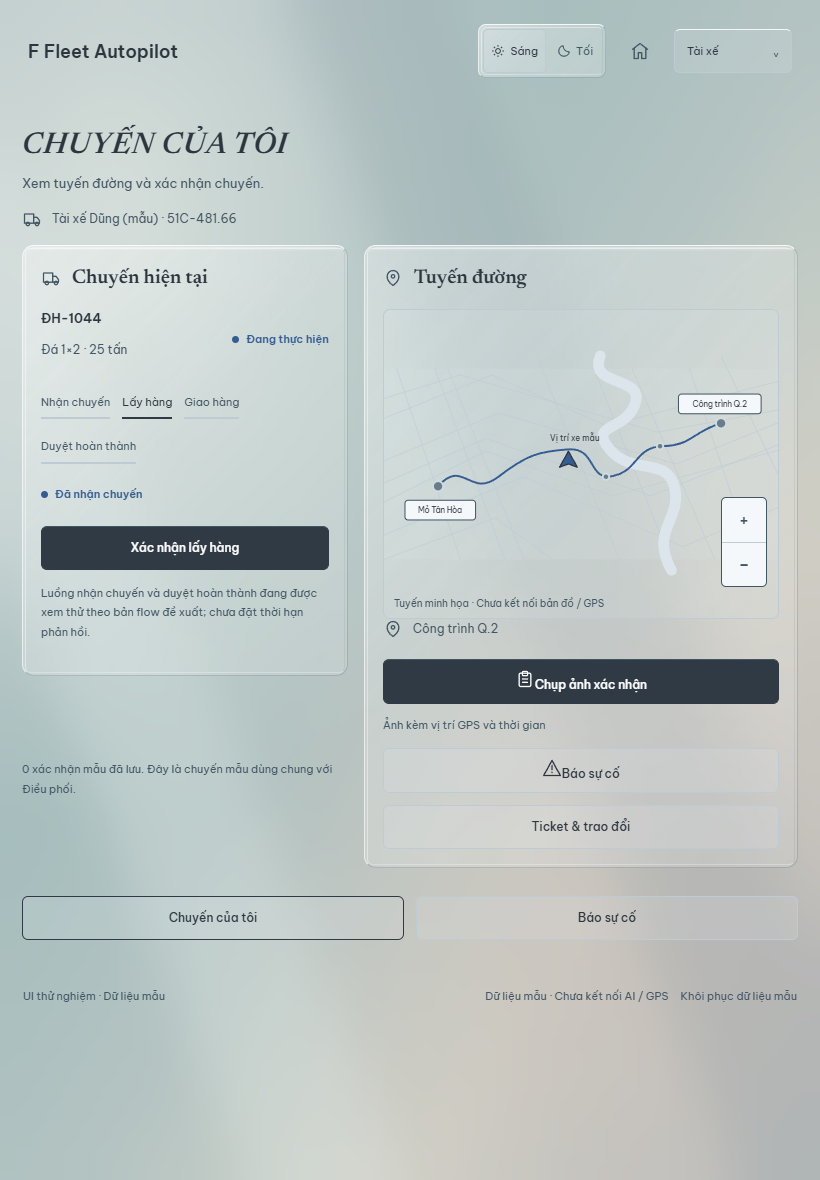 F Fleet Autopilot
Sáng
Tối
Tài xế
CHUYẾN CỦA TÔI
Xem tuyến đường và xác nhận chuyến.
Tài xế Dũng (mẫu) · 51C-481.66
Chuyến hiện tại
ĐH-1044
Đá 1×2 · 25 tấn
Đang thực hiện
Nhận chuyến
Lấy hàng
Giao hàng
Duyệt hoàn thành
Đã nhận chuyến
Xác nhận lấy hàng
Luồng nhận chuyến và duyệt hoàn thành đang được
xem thử theo bản flow đề xuất; chưa đặt thời hạn
phản hồi.
0 xác nhận mẫu đã lưu. Đây là chuyến mẫu dùng chung với
Điều phối.
Tuyến đường
Công trình Q.2
Vị trí xe mẫu
Mỏ Tân Hòa
+
−
Tuyến minh họa · Chưa kết nối bản đồ / GPS
Công trình Q.2
Chụp ảnh xác nhận
Ảnh kèm vị trí GPS và thời gian
Báo sự cố
Ticket & trao đổi
Chuyến của tôi
Báo sự cố
UI thử nghiệm · Dữ liệu mẫu
Dữ liệu mẫu · Chưa kết nối AI / GPS
Khôi phục dữ liệu mẫu